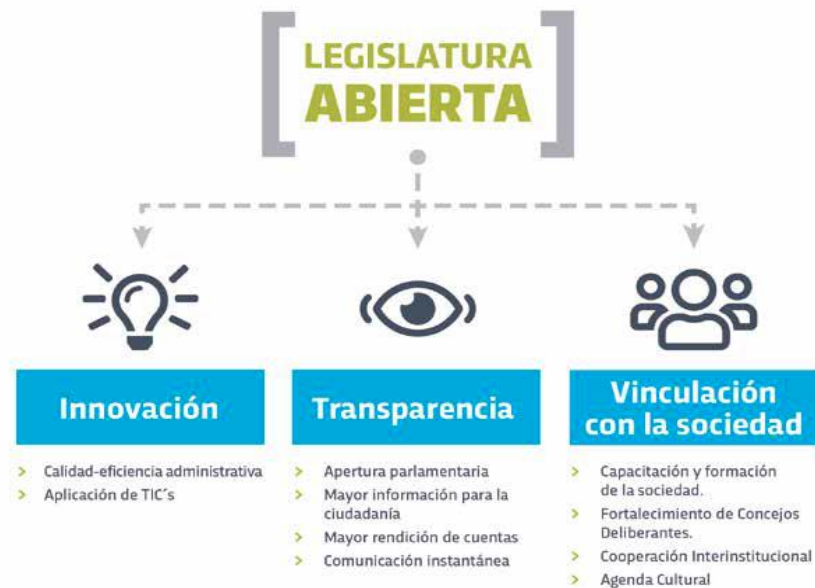 LEGISLATURA
ABIERTA
Innovación
Calidad-eficiencia administrativa
Aplicación de TIC´s
Transparencia
Apertura parlamentaria
Mayor información para la
ciudadanía
Mayor rendición de cuentas
Comunicación instantánea
Vinculación
con la sociedad
Capacitación y formación
de la sociedad.
Fortalecimiento de Concejos
Deliberantes.
Cooperación Interinstitucional
Agenda Cultural